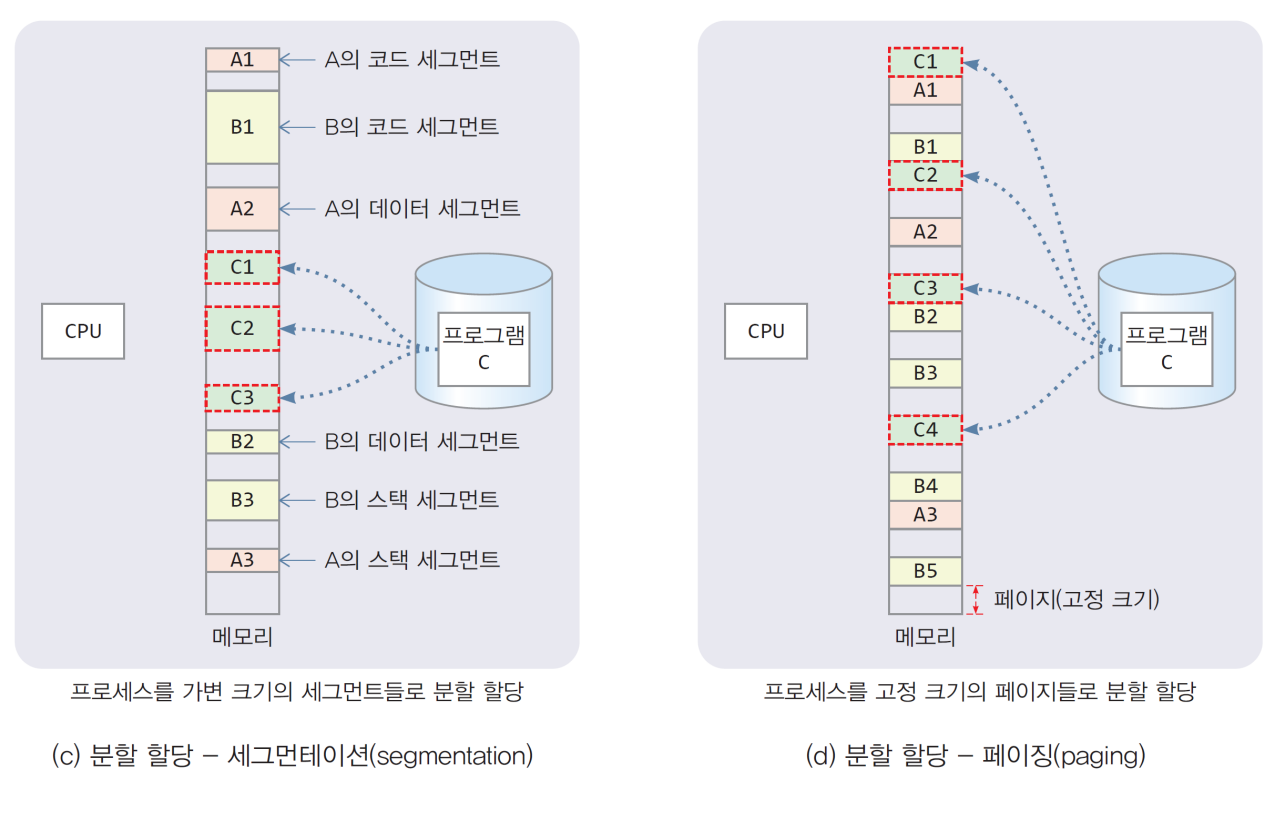 A1
A의 코드 세그먼트
B1
B의 코드 세그먼트
A2
A의 데이터 세그먼트
C1
C2
C3
CPU
프로그램
C
B2
B의 데이터 세그먼트
B3
B의 스택 세그먼트
A3
A의 스택 세그먼트
메모리
프로세스를 가변 크기의 세그먼트들로 분할 할당
(c) 분할 할당 – 세그먼테이션(segmentation)
C1
A1
B1
C2
A2
C3
B2
CPU
프로그램
C
B3
C4
B4
A3
B5
페이지(고정 크기)
메모리
프로세스를 고정 크기의 페이지들로 분할 할당
(d) 분할 할당 – 페이징(paging)